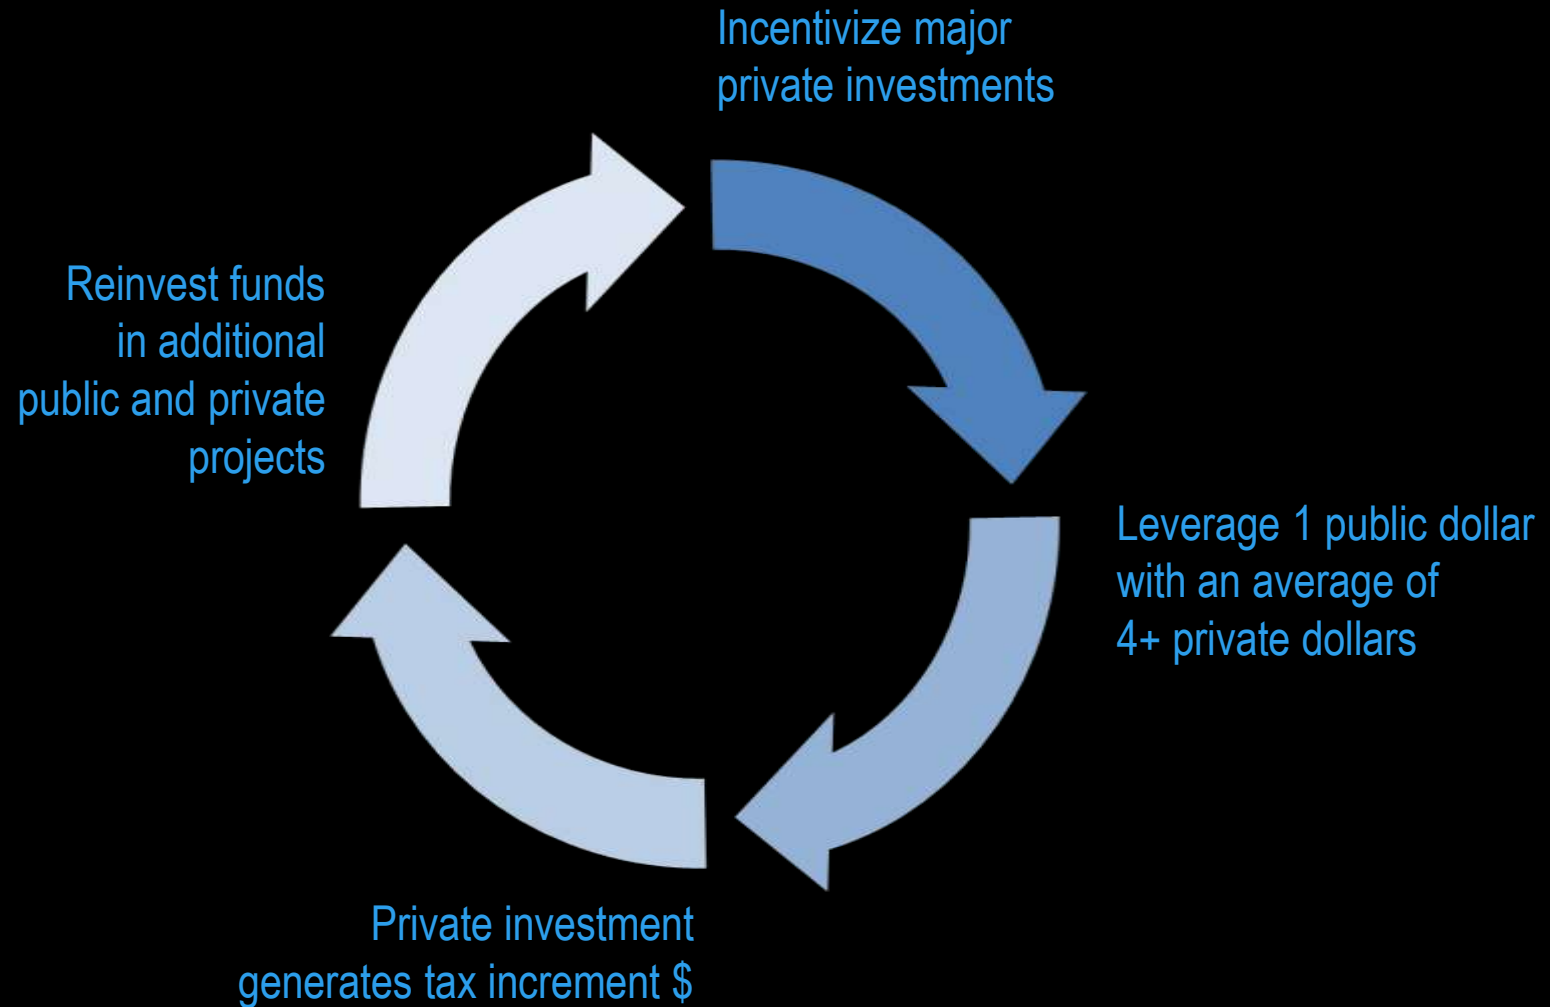 Incentivize major
private investments
Leverage 1 public dollar
with an average of
4+ private dollars
Private investment
generates tax increment $
Reinvest funds
in additional
public and private
projects